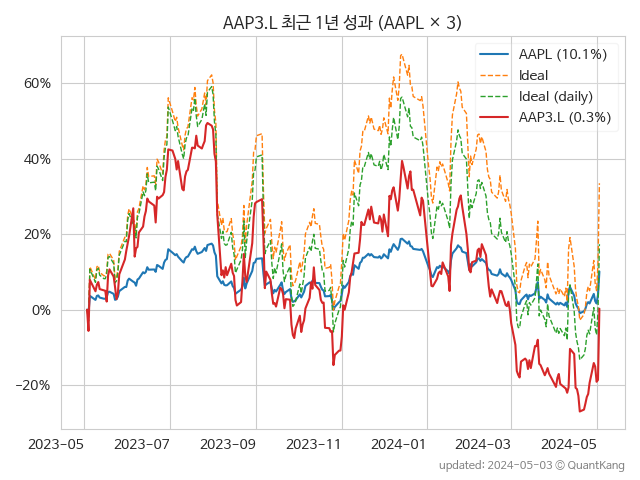 AAP3.L 최근 1년 성과 (AAPL × 3)
AAPL (10.1%)
Ideal
Ideal (daily)
AAP3.L (0.3%)
60%
40%
20%
0%
−20%
2023-05 2023-07 2023-09 2023-11 2024-01 2024-03 2024-05
updated: 2024-05-03 ⓒ QuantKang